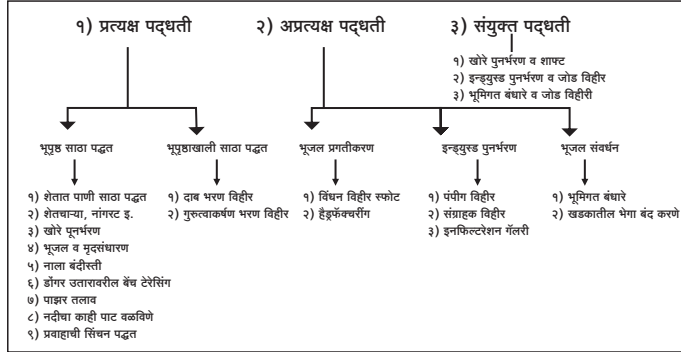 १) प्रत्यक्ष पद्धती
२) अप्रत्यक्ष पद्धती
३) संयुक्त पद्धती
१) खोरे पुनर्भरण व शाफ्ट
२) इन्ड्युस्ड पुनर्भरण व जोड विहीर
३) भूमिगत बंधारे व जोड विहीरी
भूपृष्ठ साठा पद्धत
भूपृष्ठाखाली साठा पद्धत
भूजल प्रगतीकरण
इन्ड्युस्ड पुनर्भरण
भूजल संवर्धन
१) शेतात पाणी साठा पद्धत
२) शेतचाऱ्या, नांगरट इ.
३) खोरे पूनर्भरण
४) भूजल व मृदसंधारण
५) नाला बंदीस्ती
६) डोंगर उतारावरील बेंच टेरेसिंग
७) पाझर तलाव
८) नदीचा काही पाट वळविणे
९) प्रवाहाची सिंचन पद्धत
१) दाब भरण विहीर
२) गुरुत्वाकर्षण भरण विहीर
१) विंधन विहीर स्फोट
२) हैड्रफॅक्चरींग
१) पंपीग विहीर
२) संग्राहक विहीर
३) इनफिल्टरेशन गॅलरी
१) भूमिगत बंधारे
२) खडकातील भेगा बंद करणे